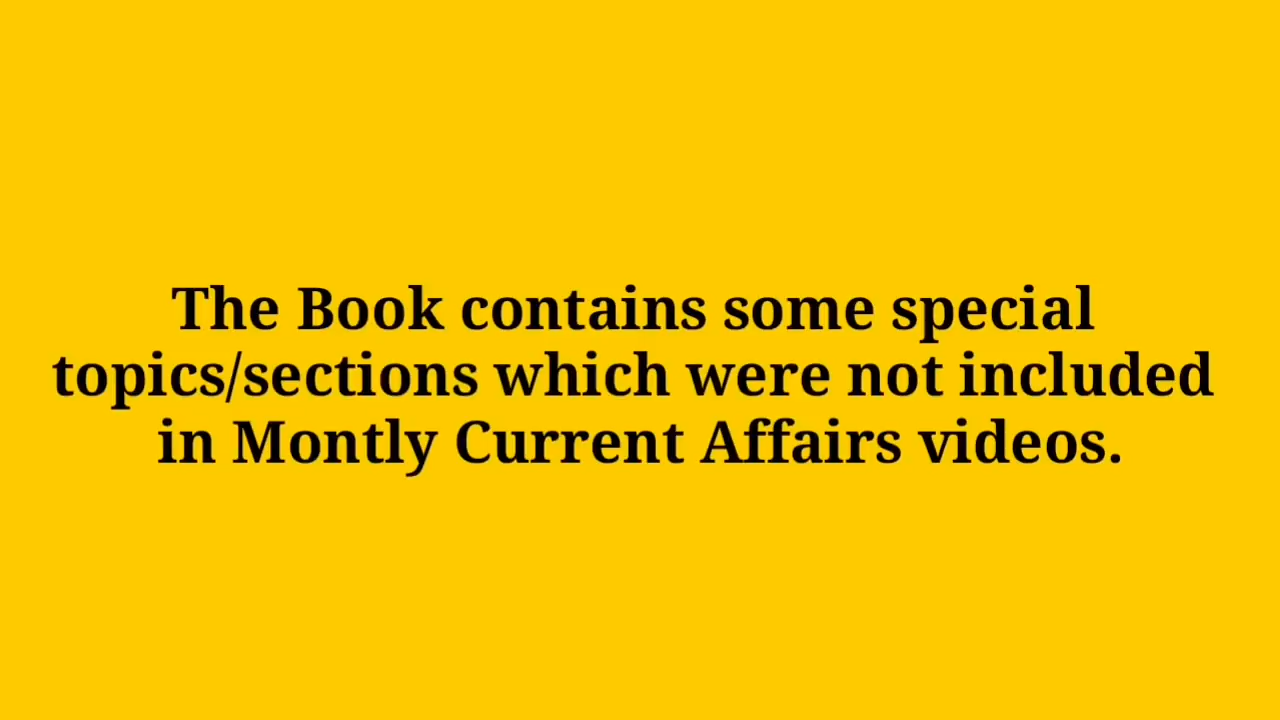 The Book contains some special
topics/sections which were not included
in Montly Current Affairs videos.